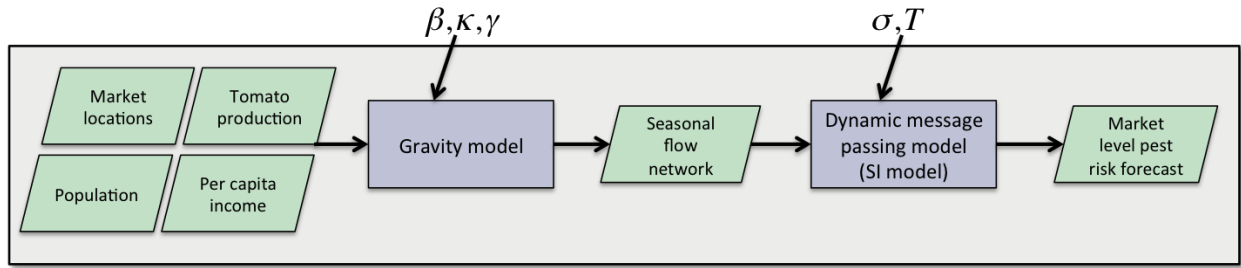 β,κ,γ
σ,T
Market
locations
Tomato
production
Population
Per capita
income
Gravity model
Seasonal
flow
network
Dynamic message
passing model
(SI model)
Market
level pest
risk forecast